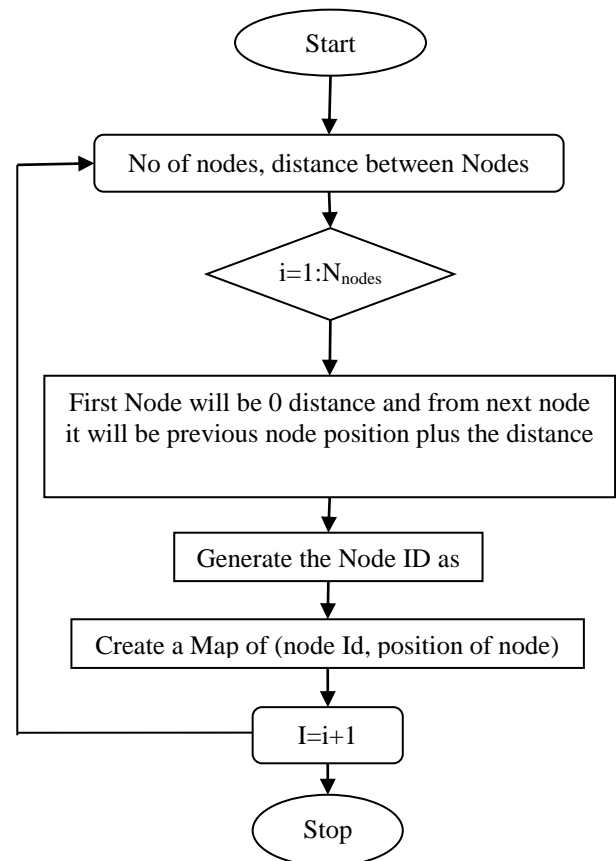 Start
No of nodes, distance between Nodes
i=1:Nnodes
First Node will be 0 distance and from next node
it will be previous node position plus the distance
Generate the Node ID as
Create a Map of (node Id, position of node)
I=i+1
Stop